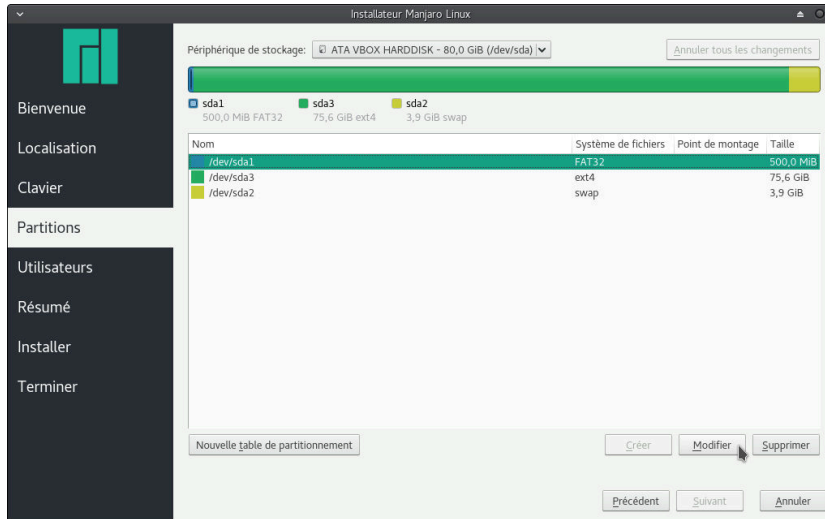 Installateur Manjaro Linux
Périphérique de stockage: ATA VBOX HARDDISK - 80,0 GiB (/dev/sda) Annuler tous les changements
sda1 sda3 sda2
500,0 MiB FAT32 75,6 GiB ext4 3,9 GiB swap
Bienvenue
Localisation
Clavier
Partitions
Utilisateurs
Résumé
Installer
Terminer
Nom Système de fichiers Point de montage Taille
/dev/sda1 FAT32 500,0 MiB
/dev/sda3 ext4 75,6 GiB
/dev/sda2 swap 3,9 GiB
Nouvelle table de partitionnement Créer Modifier Supprimer
Précédent Suivant Annuler